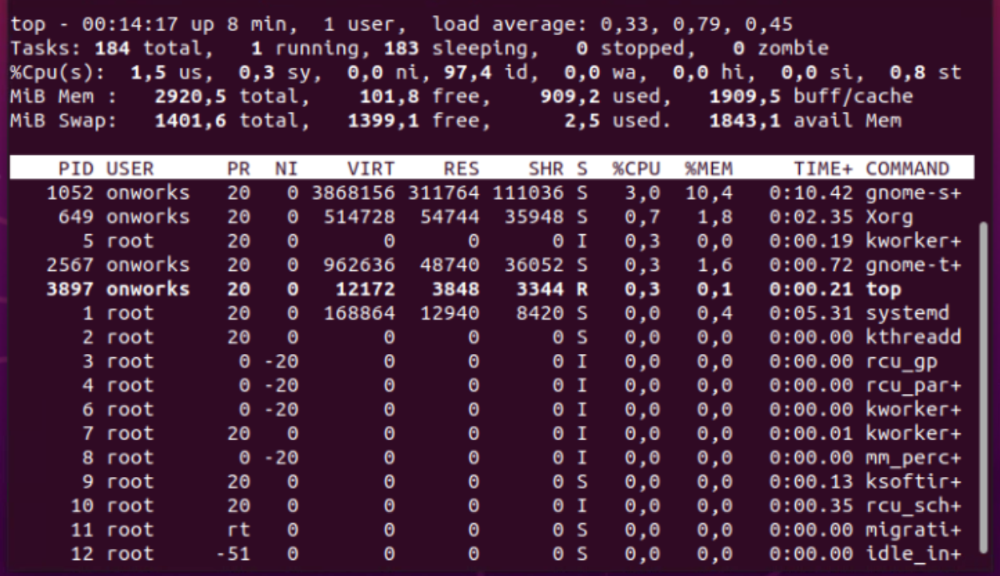 top - 00:14:17 up 8 min,  1 user,  load average: 0,33, 0,79, 0,45
Tasks: 184 total,   1 running, 183 sleeping,   0 stopped,   0 zombie
%Cpu(s):  1,5 us,  0,3 sy,  0,0 ni, 97,4 id,  0,0 wa,  0,0 hi,  0,0 si,  0,8 st
MiB Mem :   2920,5 total,    101,8 free,    909,2 used,   1909,5 buff/cache
MiB Swap:   1401,6 total,   1399,1 free,      2,5 used.   1843,1 avail Mem
    PID USER      PR  NI    VIRT    RES    SHR S  %CPU  %MEM     TIME+ COMMAND
   1052 onworks   20   0 3868156 311764 111036 S   3,0  10,4   0:10.42 gnome-s+
    649 onworks   20   0  514728  54744  35948 S   0,7   1,8   0:02.35 Xorg
      5 root      20   0       0      0      0 I   0,3   0,0   0:00.19 kworker+
   2567 onworks   20   0  962636  48740  36052 S   0,3   1,6   0:00.72 gnome-t+
   3897 onworks   20   0   12172   3848   3344 R   0,3   0,1   0:00.21 top
      1 root      20   0  168864  12940   8420 S   0,0   0,4   0:05.31 systemd
      2 root      20   0       0      0      0 S   0,0   0,0   0:00.00 kthreadd
      3 root       0 -20       0      0      0 I   0,0   0,0   0:00.00 rcu_gp
      4 root       0 -20       0      0      0 I   0,0   0,0   0:00.00 rcu_par+
      6 root       0 -20       0      0      0 I   0,0   0,0   0:00.00 kworker+
      7 root      20   0       0      0      0 I   0,0   0,0   0:00.01 kworker+
      8 root       0 -20       0      0      0 I   0,0   0,0   0:00.00 mm_perc+
      9 root      20   0       0      0      0 S   0,0   0,0   0:00.13 ksoftir+
     10 root      20   0       0      0      0 I   0,0   0,0   0:00.35 rcu_sch+
     11 root      rt   0       0      0      0 S   0,0   0,0   0:00.00 migrati+
     12 root     -51   0       0      0      0 S   0,0   0,0   0:00.00 idle_in+